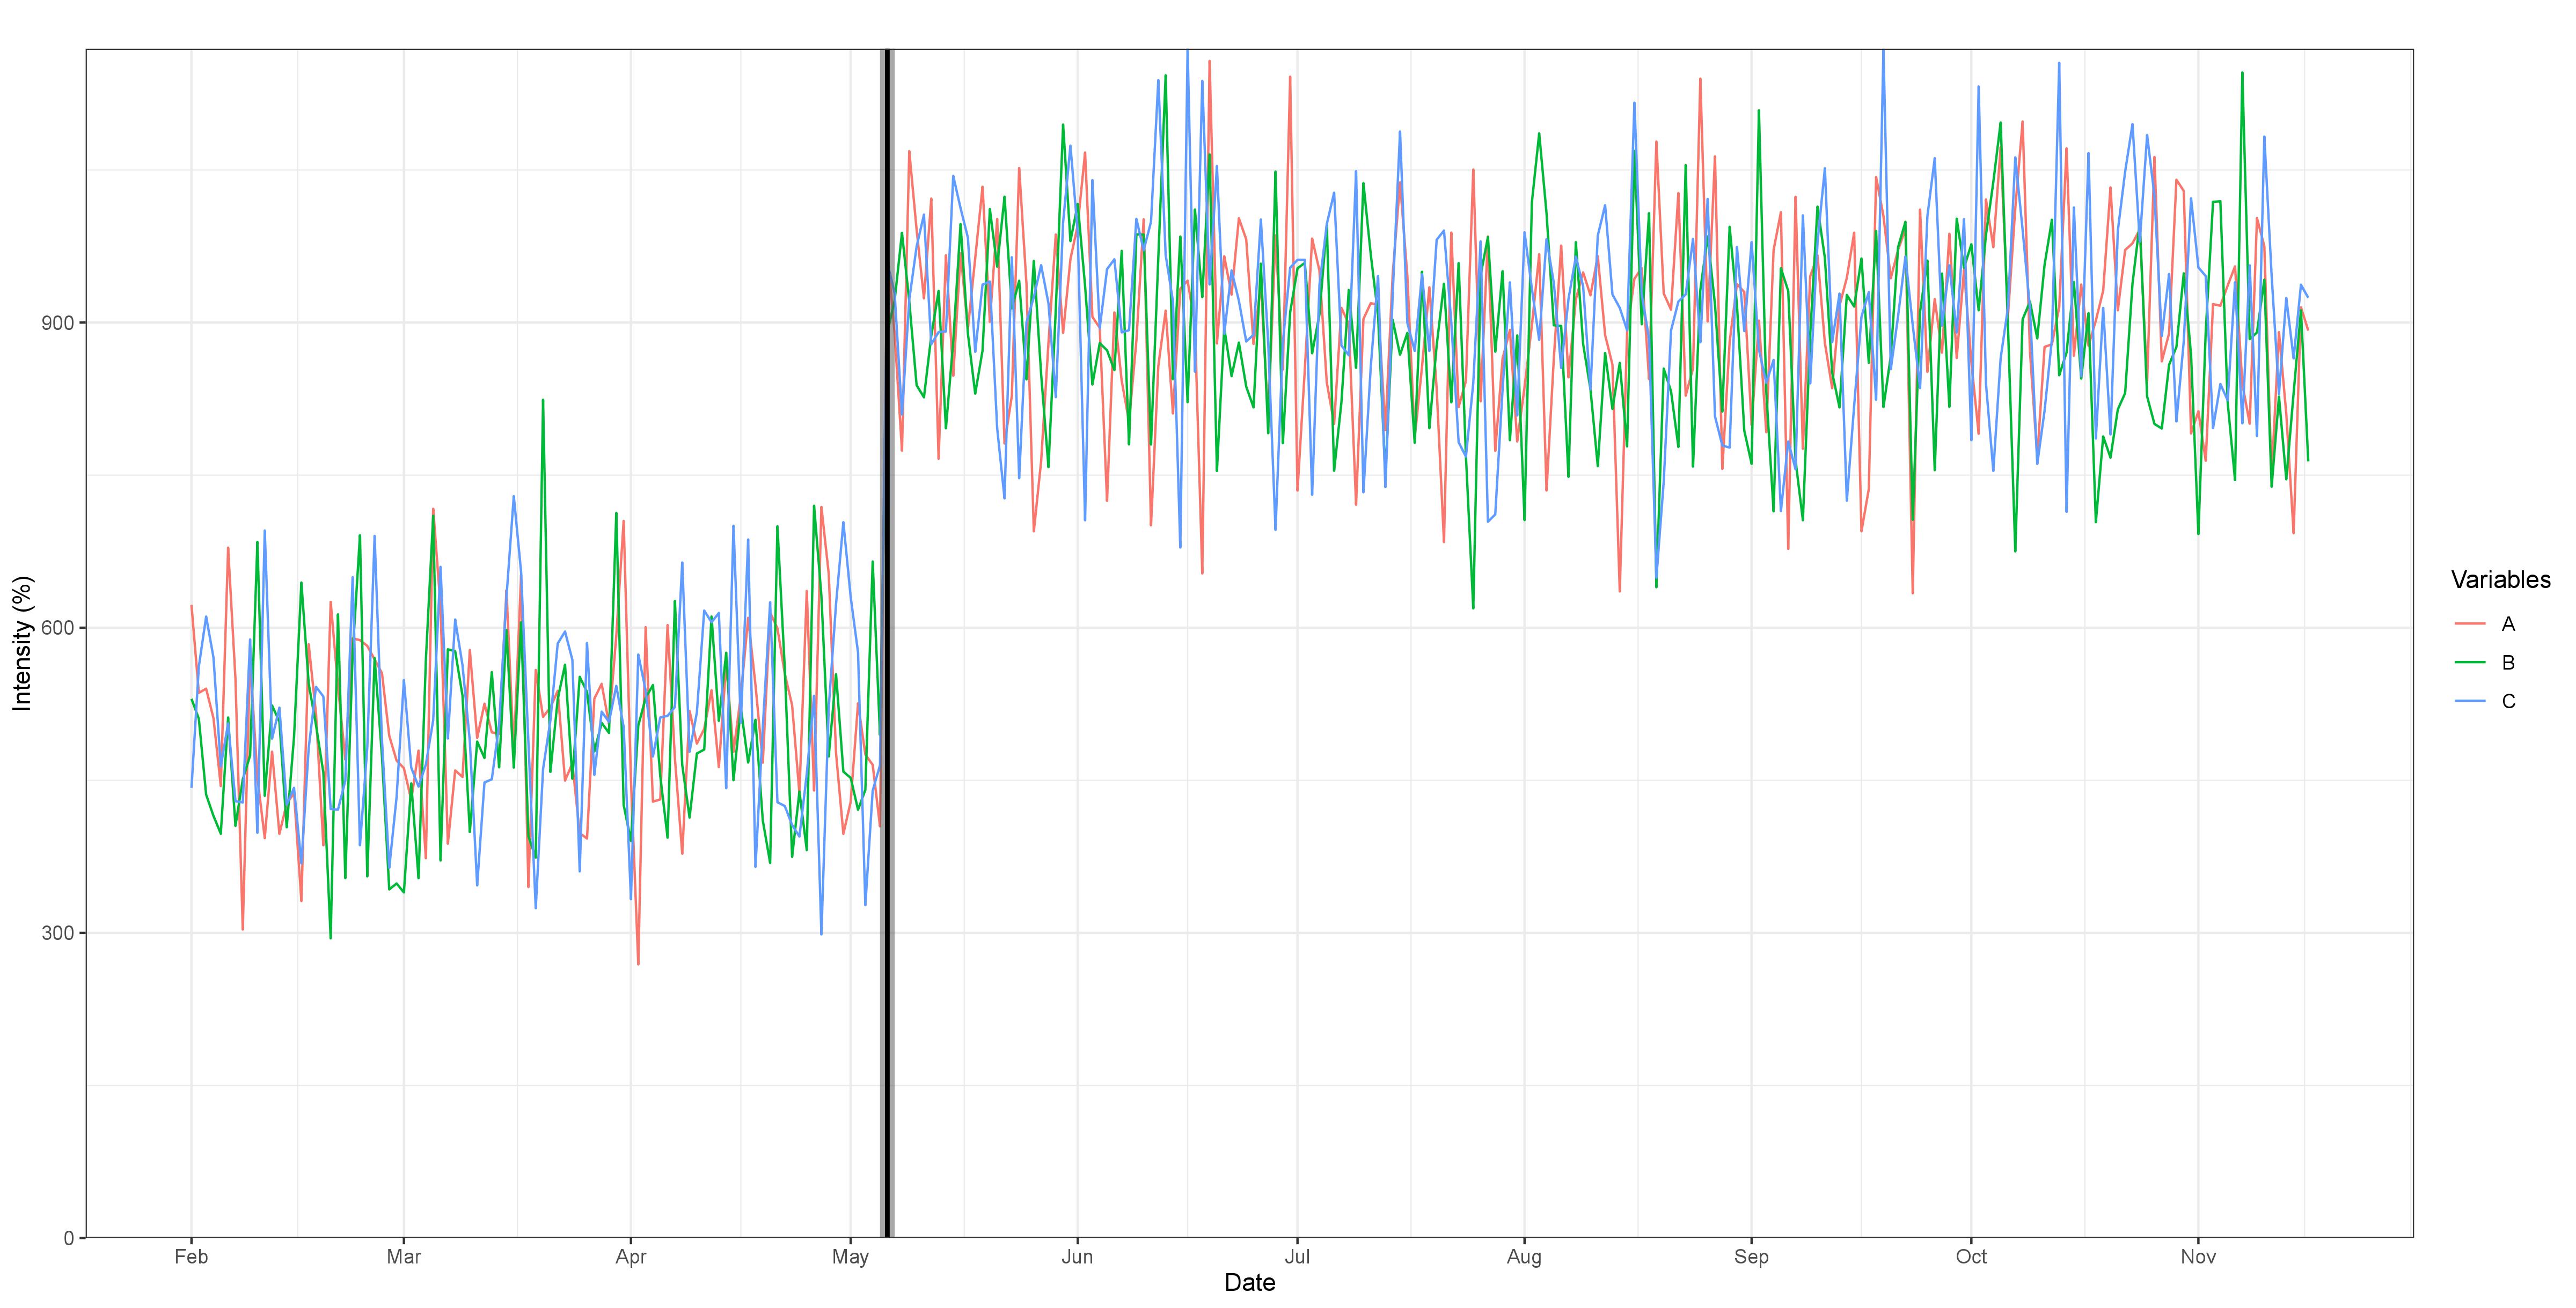 Intensity (%)
900
600
300
0
Feb Mar Apr May Jun Jul Aug Sep Oct Nov
Date
Variables
A
B
C